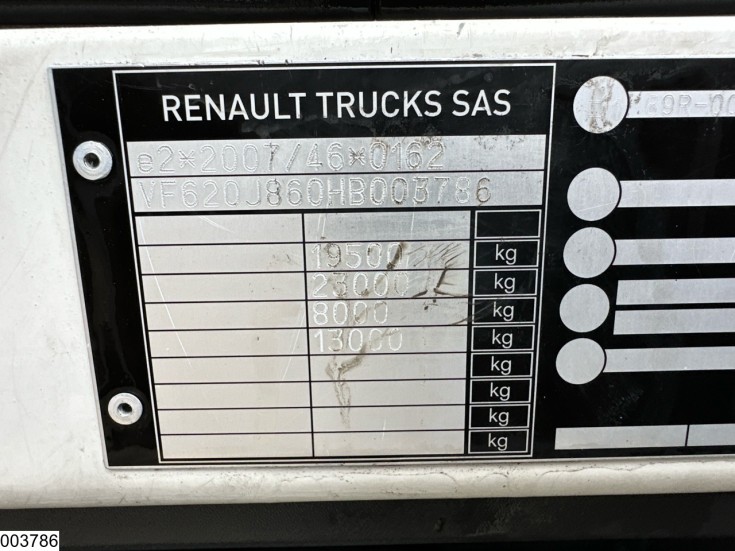 RENAULT TRUCKS SAS
e2*2007/46*0162
VF620J860HB003786
19500 kg
23000 kg
8000 kg
13000 kg
kg
kg
kg
kg
003786